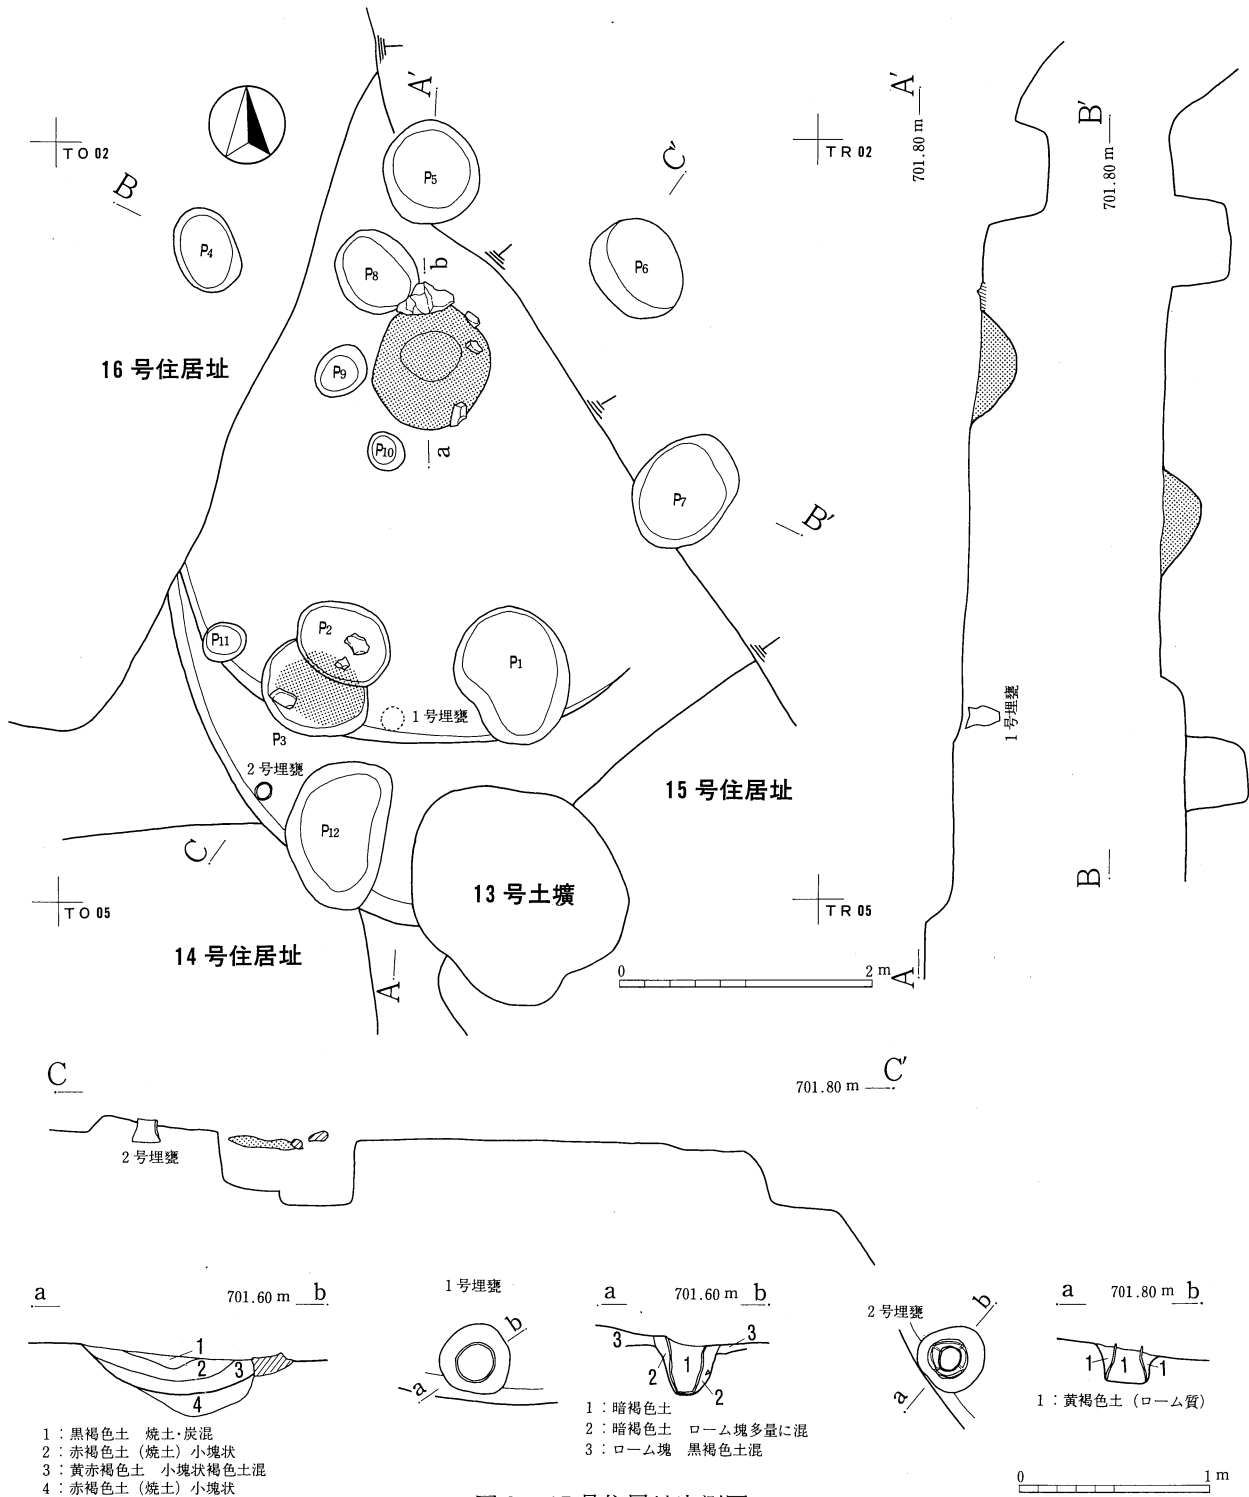 A′
A′
701.80 m
B′
701.80 m
TO 02
TR 02
C′
B
P5
P4
P8
b
P6
16号住居址
P9
a
P10
P7
B′
P11
P2
P1
1号埋甕
P3
1号埋甕
2号埋甕
15号住居址
P12
C
13号土壙
B
TO 05
TR 05
14号住居址
A
0 2 m
A
C
701.80 m
C′
2号埋甕
a 701.60 m b
1
2
3
4
1：黒褐色土 焼土・炭混
2：赤褐色土（焼土）小塊状
3：黄赤褐色土 小塊状褐色土混
4：赤褐色土（焼土）小塊状
1号埋甕
b
a
a 701.60 m b
3
3
1
2
2
1：暗褐色土
2：暗褐色土 ローム塊多量に混
3：ローム塊 黒褐色土混
2号埋甕
b
a
a 701.80 m b
1 1 1
1：黄褐色土（ローム質）
0 1 m